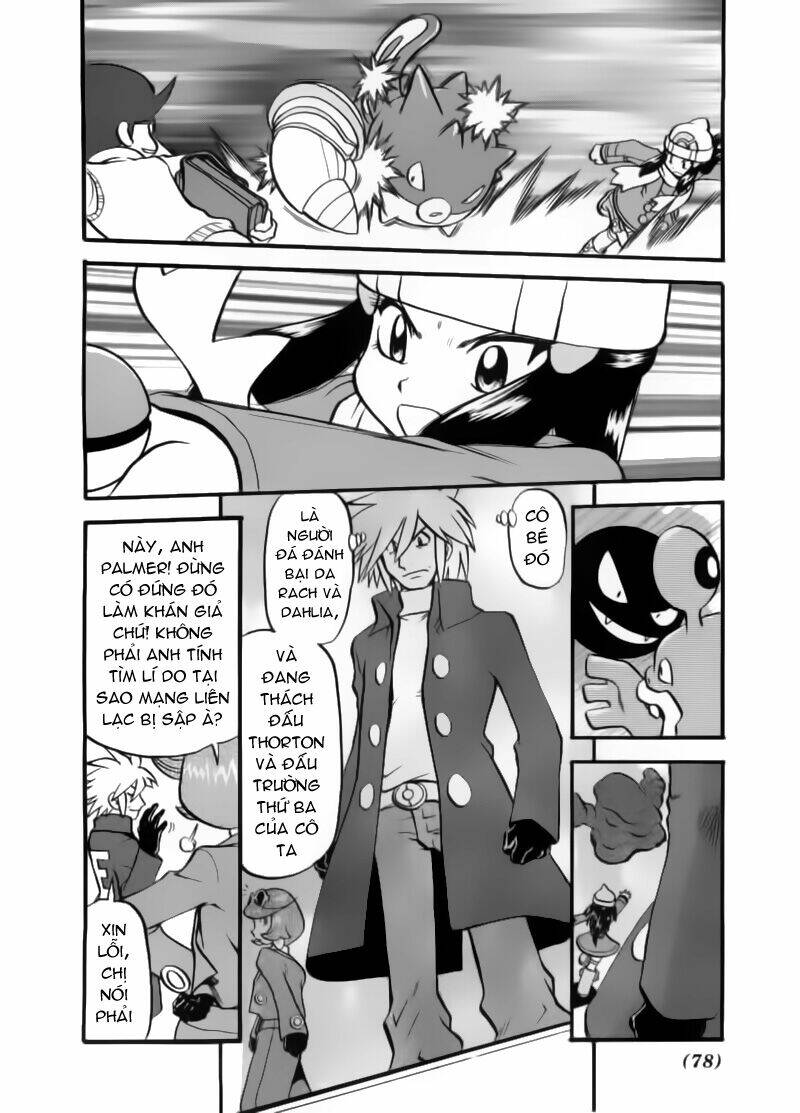 CÔ
BÉ
ĐÓ
LÀ
NGƯỜI
ĐÁ ĐÁNH
BẠI DA
RACH VÀ
DAHLIA,
VÀ
ĐANG
THÁCH
ĐẤU
THORTON
VÀ ĐẤU
TRƯỜNG
THỨ BA
CỦA CÔ
TA
NÀY, ANH
PALMER! ĐỪNG
CÓ ĐÚNG ĐÓ
LÀM KHÁN GIẢ
CHỨ! KHÔNG
PHẢI ANH TÍNH
TÌM LÍ DO TẠI
SAO MẠNG LIÊN
LẠC BỊ SẬP À?
XIN
LỖI,
CHỊ
NÓI
PHẢI
(78)